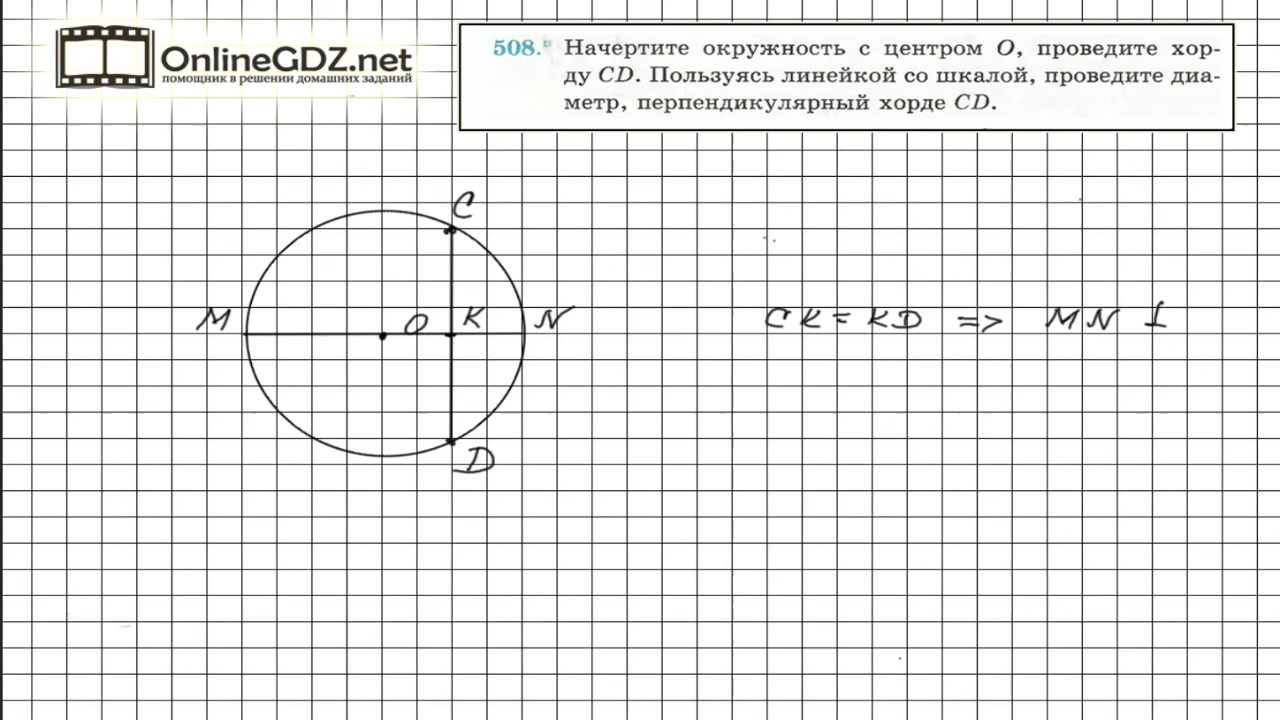 OnlineGDZ.net
помощник в решении домашних заданий
508.° Начертите окружность с центром O, проведите хор-
ду CD. Пользуясь линейкой со шкалой, проведите диа-
метр, перпендикулярный хорде CD.
C
M O K N
D
CK = KD => MN ⊥